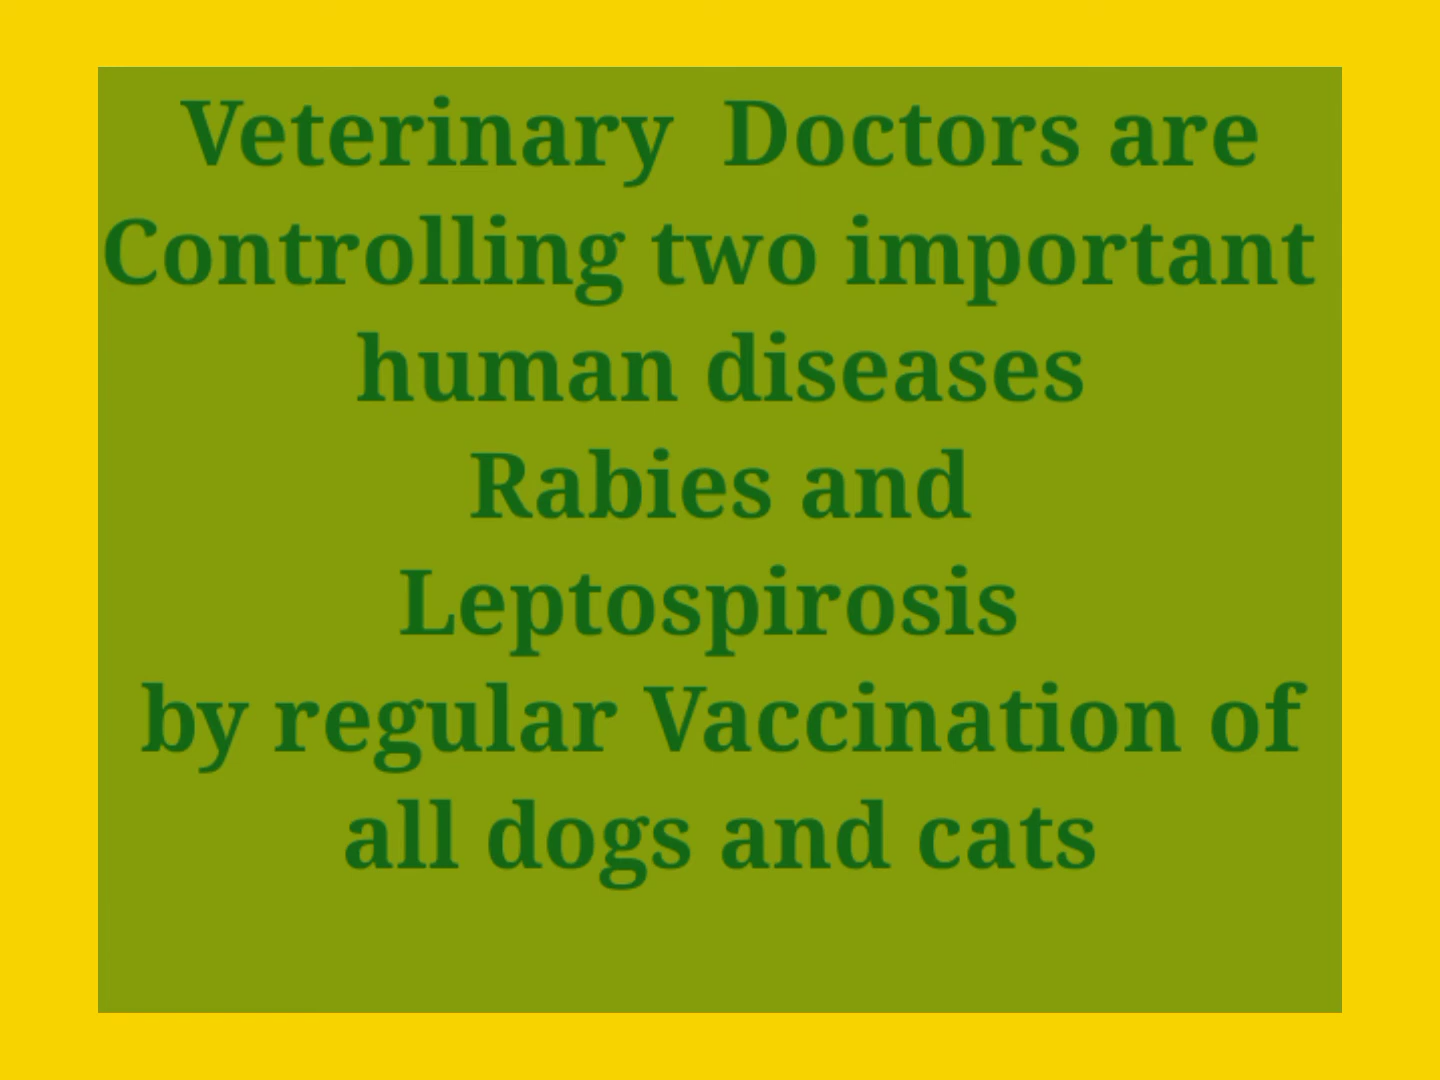 Veterinary  Doctors are
Controlling two important
human diseases
Rabies and
Leptospirosis
by regular Vaccination of
all dogs and cats